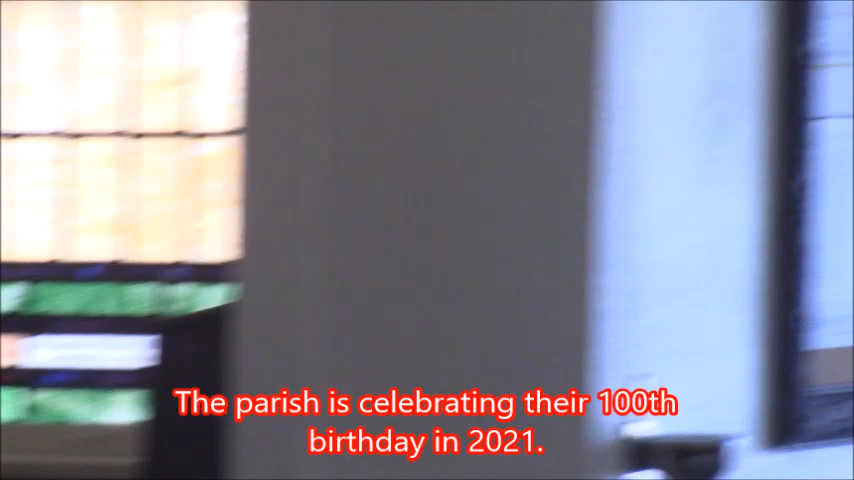 The parish is celebrating their 100th
birthday in 2021.